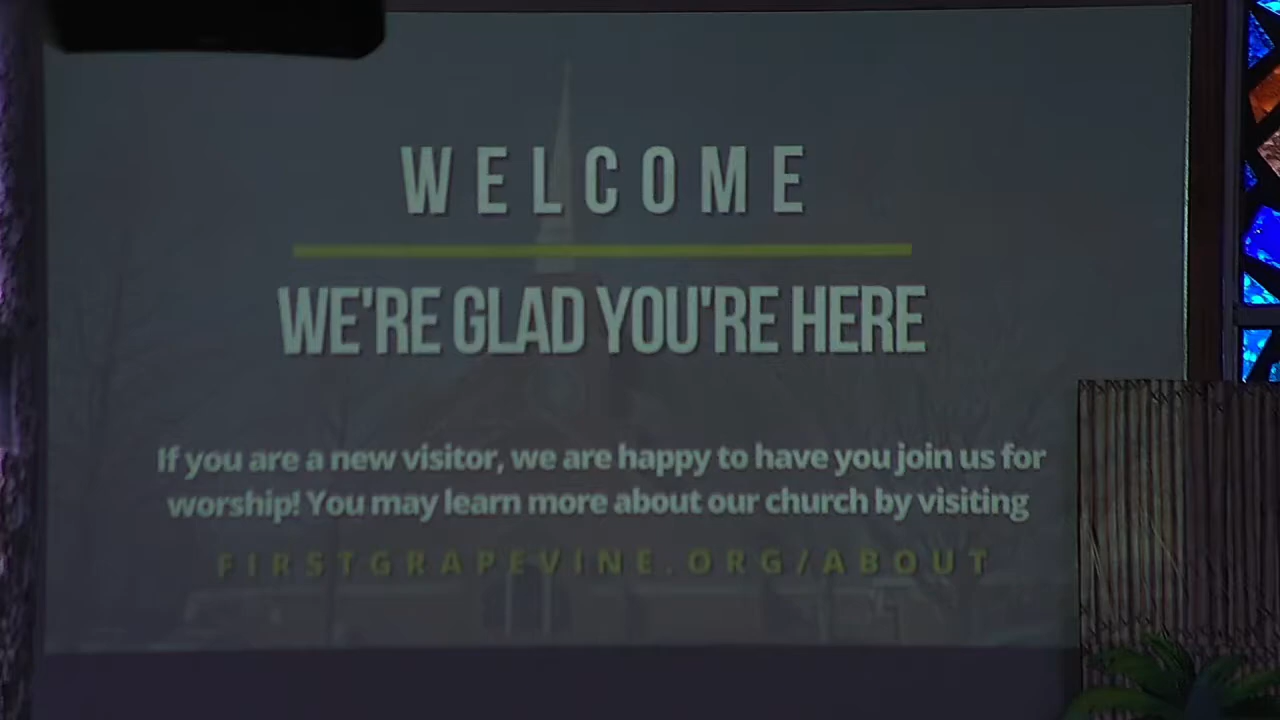 WELCOME
WE'RE GLAD YOU'RE HERE
If you are a new visitor, we are happy to have you join us for
worship! You may learn more about our church by visiting
FIRSTGRAPEVINE.ORG/ABOUT